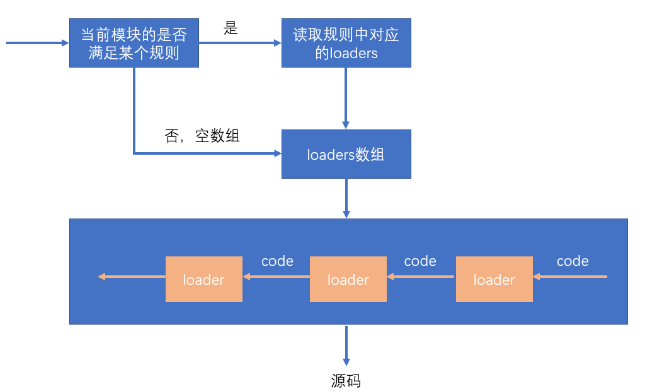 当前模块的是否
满足某个规则
是
读取规则中对应
的loaders
否，空数组
loaders数组
loader
code
loader
code
loader
code
源码